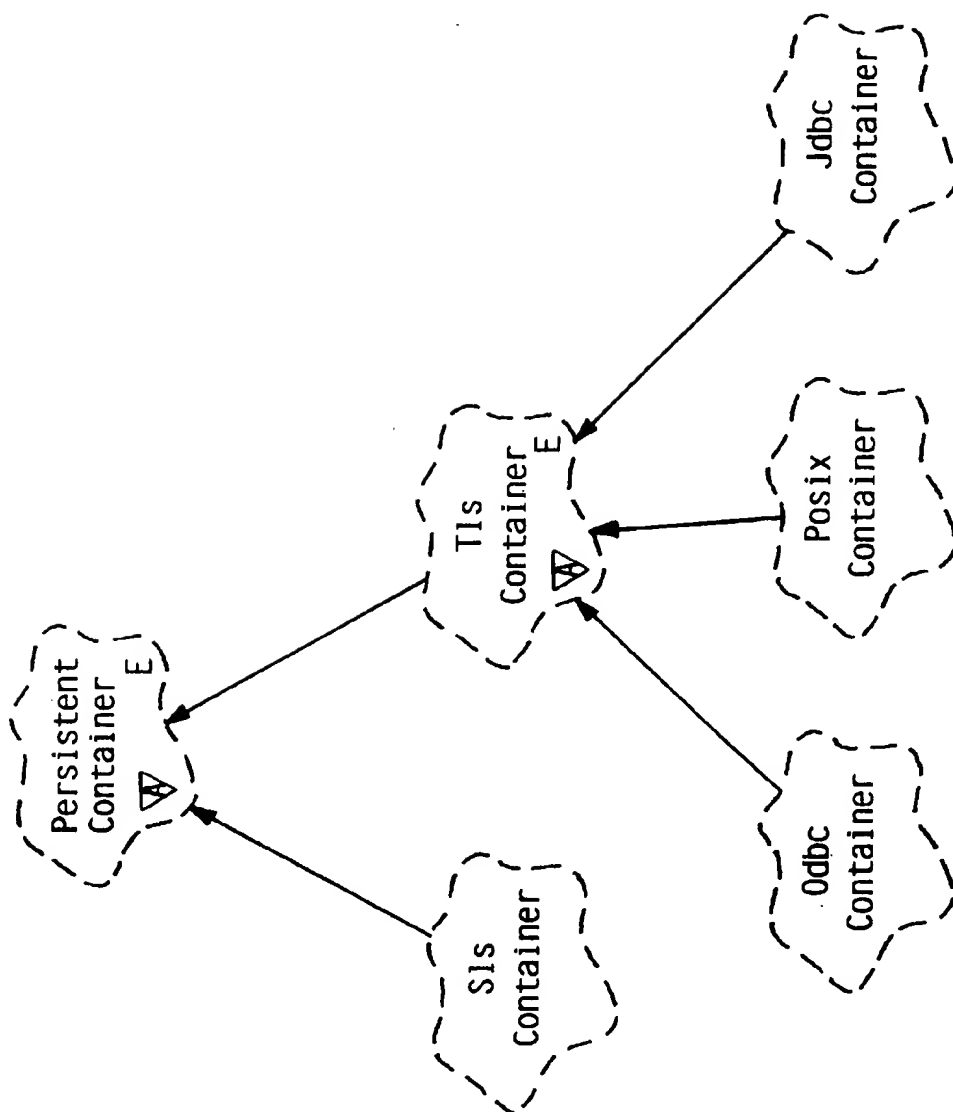 Persistent
Container
E
A
Sls
Container
Tls
Container
E
A
Odbc
Container
Posix
Container
Jdbc
Container